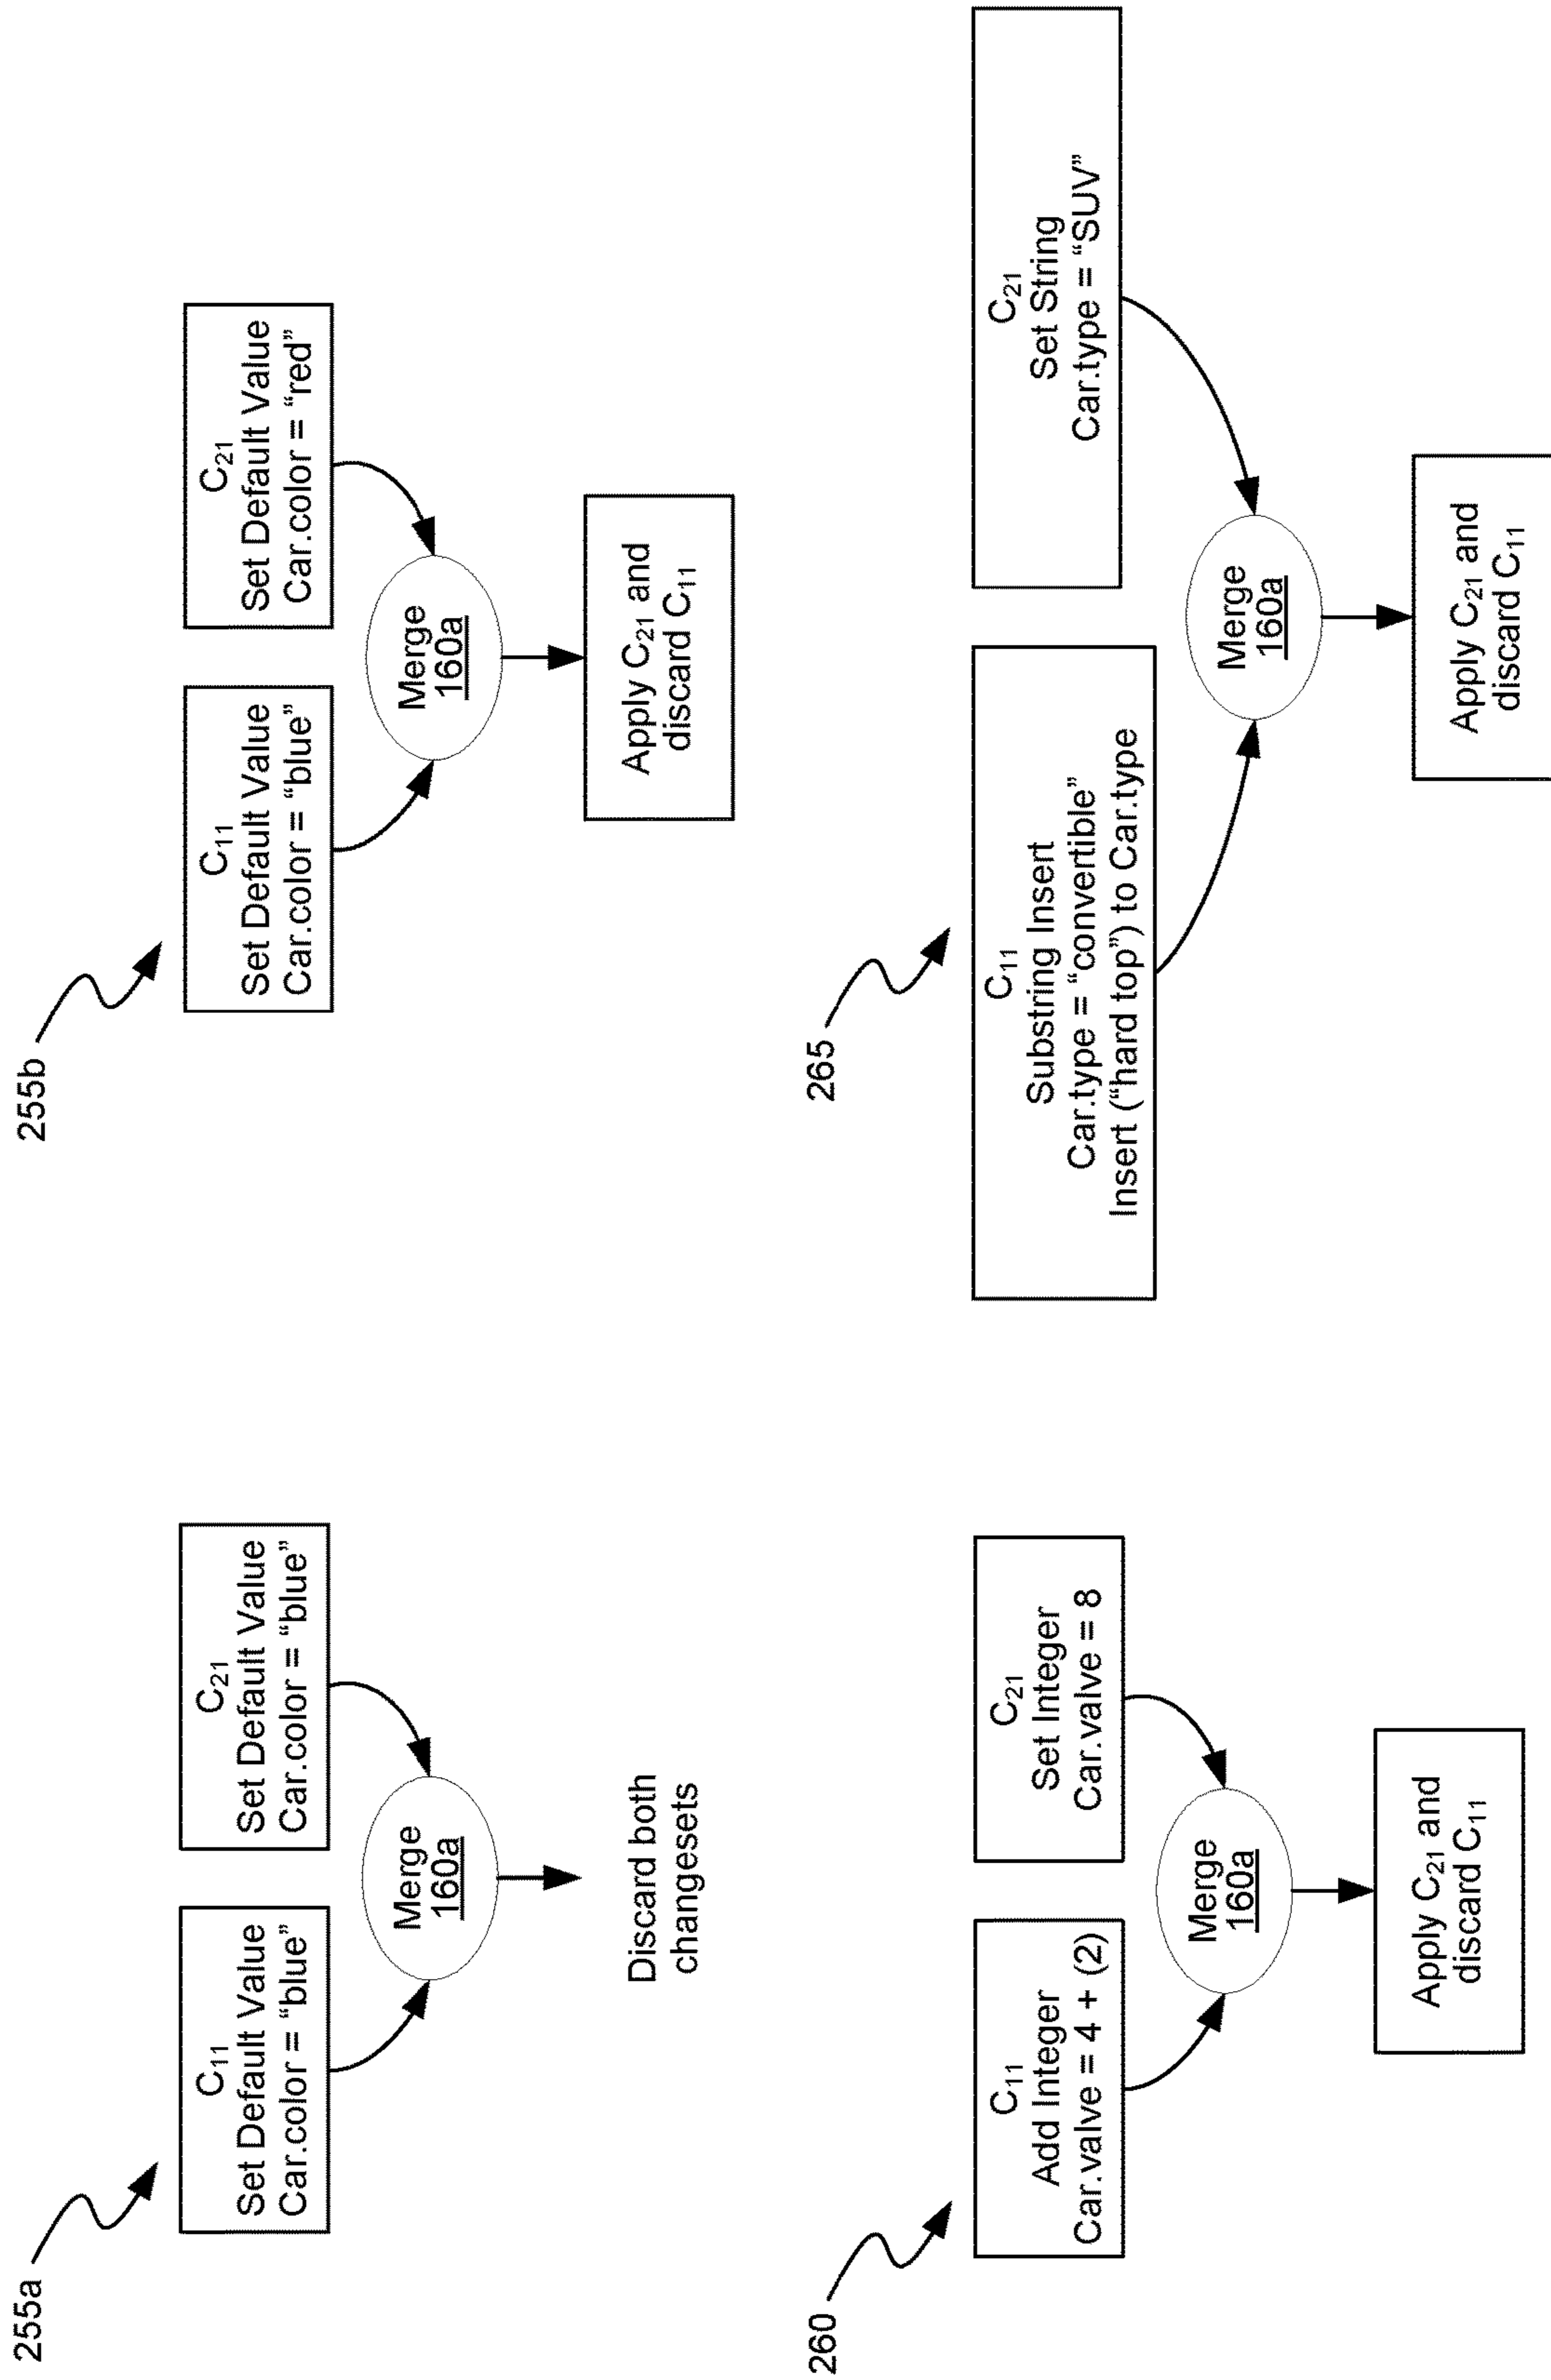 255a
C₁₁
Set Default Value
Car.color = “blue”
C₂₁
Set Default Value
Car.color = “blue”
Merge
160a
Discard both
changesets
255b
C₁₁
Set Default Value
Car.color = “blue”
C₂₁
Set Default Value
Car.color = “red”
Merge
160a
Apply C₂₁ and
discard C₁₁
260
C₁₁
Add Integer
Car.valve = 4 + (2)
C₂₁
Set Integer
Car.valve = 8
Merge
160a
Apply C₂₁ and
discard C₁₁
265
C₁₁
Substring Insert
Car.type = “convertible”
Insert (“hard top”) to Car.type
C₂₁
Set String
Car.type = “SUV”
Merge
160a
Apply C₂₁ and
discard C₁₁